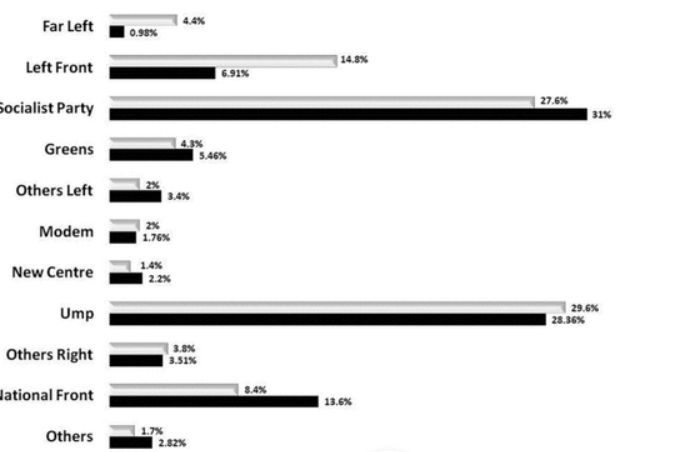 Far Left
4.4%
0.98%
Left Front
14.8%
6.91%
Socialist Party
27.6%
31%
Greens
4.3%
5.46%
Others Left
2%
3.4%
Modem
2%
1.76%
New Centre
1.4%
2.2%
Ump
29.6%
28.36%
Others Right
3.8%
3.51%
National Front
8.4%
13.6%
Others
1.7%
2.82%